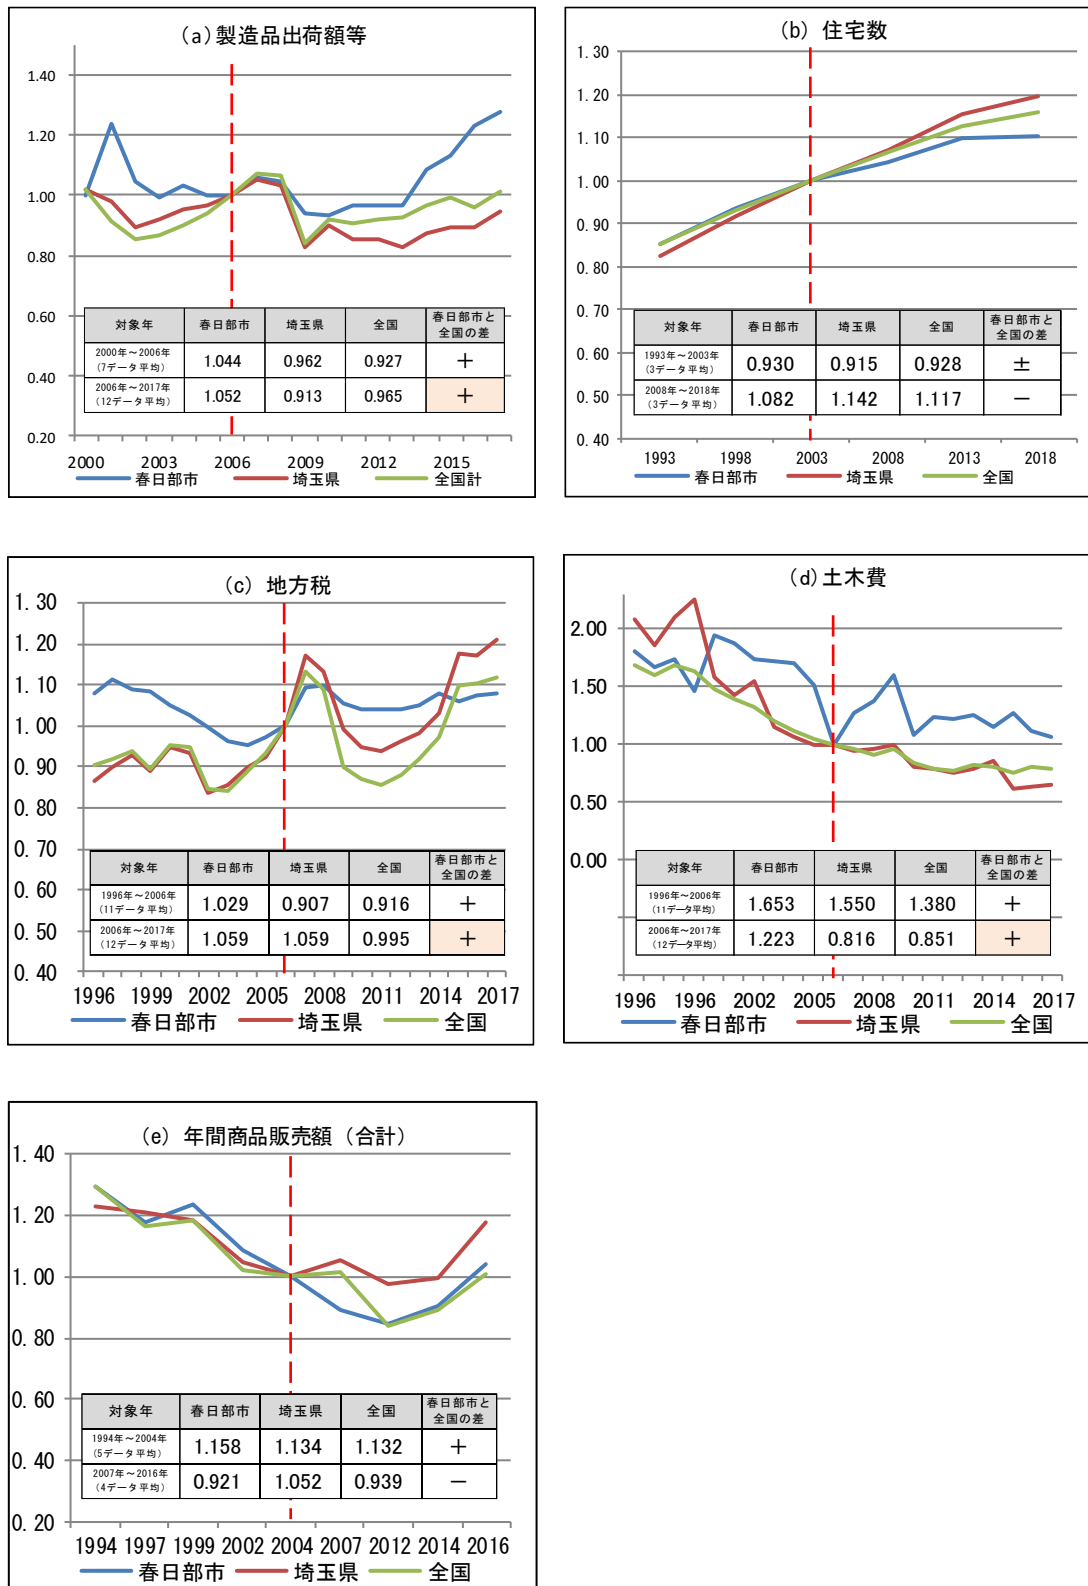 (a)製造品出荷額等
1.40
1.20
1.00
0.80
0.60
0.40
0.20
対象年 春日部市 埼玉県 全国 春日部市と全国の差
2000年～2006年(7データ平均) 1.044 0.962 0.927 ＋
2006年～2017年(12データ平均) 1.052 0.913 0.965 ＋
2000 2003 2006 2009 2012 2015
春日部市 埼玉県 全国計
(b) 住宅数
1.30
1.20
1.10
1.00
0.90
0.80
0.70
0.60
0.50
0.40
対象年 春日部市 埼玉県 全国 春日部市と全国の差
1993年～2003年(3データ平均) 0.930 0.915 0.928 ±
2008年～2018年(3データ平均) 1.082 1.142 1.117 －
1993 1998 2003 2008 2013 2018
春日部市 埼玉県 全国
(c) 地方税
1.30
1.20
1.10
1.00
0.90
0.80
0.70
0.60
0.50
0.40
対象年 春日部市 埼玉県 全国 春日部市と全国の差
1996年～2006年(11データ平均) 1.029 0.907 0.916 ＋
2006年～2017年(12データ平均) 1.059 1.059 0.995 ＋
1996 1999 2002 2005 2008 2011 2014 2017
春日部市 埼玉県 全国
(d)土木費
2.00
1.50
1.00
0.50
0.00
対象年 春日部市 埼玉県 全国 春日部市と全国の差
1996年～2006年(11データ平均) 1.653 1.550 1.380 ＋
2006年～2017年(12データ平均) 1.223 0.816 0.851 ＋
1996 1996 2002 2005 2008 2011 2014 2017
春日部市 埼玉県 全国
(e) 年間商品販売額（合計）
1.40
1.20
1.00
0.80
0.60
0.40
0.20
対象年 春日部市 埼玉県 全国 春日部市と全国の差
1994年～2004年(5データ平均) 1.158 1.134 1.132 ＋
2007年～2016年(4データ平均) 0.921 1.052 0.939 －
1994 1997 1999 2002 2004 2007 2012 2014 2016
春日部市 埼玉県 全国